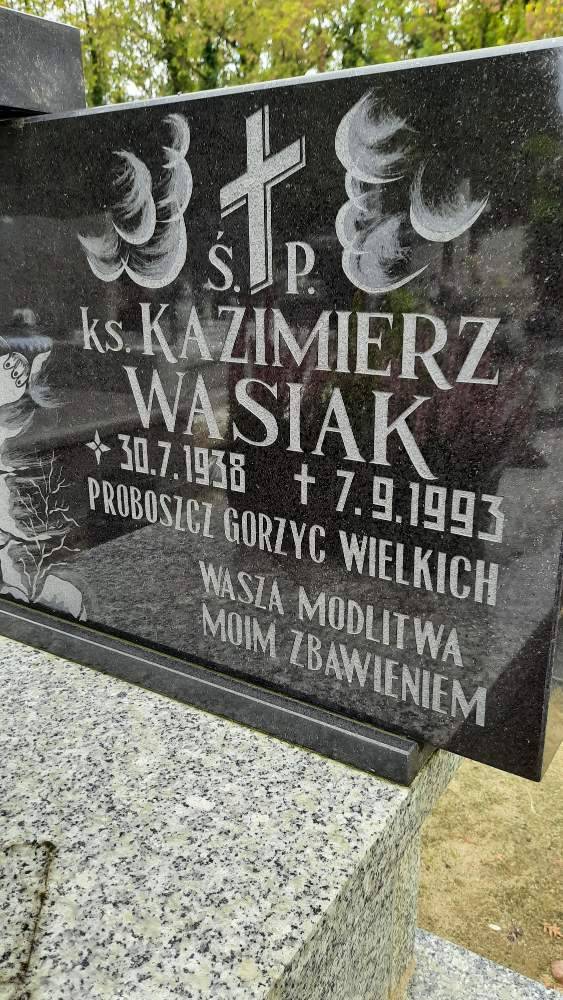 Ś. P.
ks. KAZIMIERZ
WASIAK
30.7.1938 7.9.1993
PROBOSZCZ GORZYC WIELKICH
WASZA MODLITWA
MOIM ZBAWIENIEM